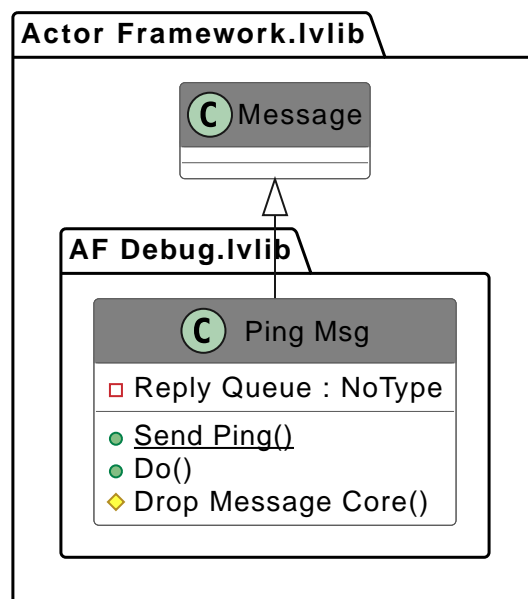 Actor Framework.lvlib
C Message
AF Debug.lvlib
C Ping Msg
Reply Queue : NoType
Send Ping()
Do()
Drop Message Core()